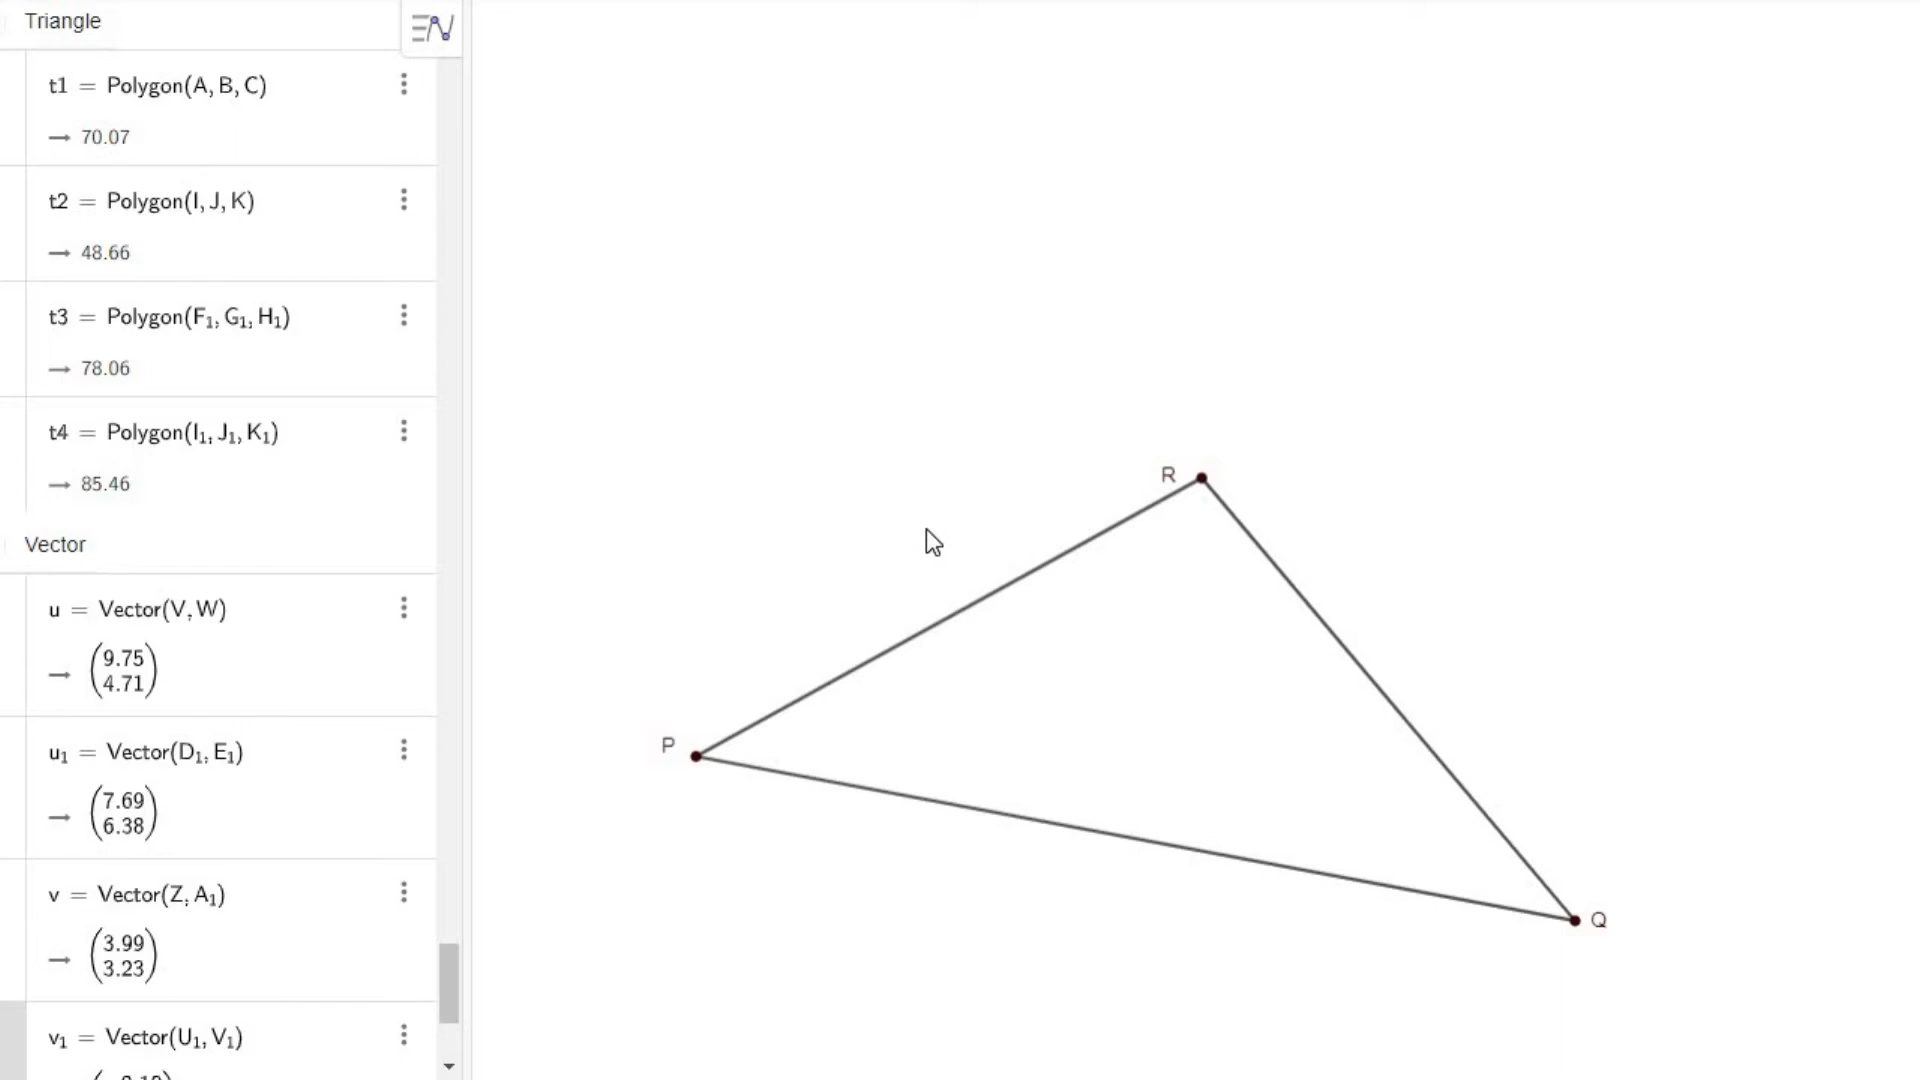 Triangle
t1 = Polygon(A, B, C)
→ 70.07
t2 = Polygon(I, J, K)
→ 48.66
t3 = Polygon(F₁, G₁, H₁)
→ 78.06
t4 = Polygon(I₁, J₁, K₁)
→ 85.46
Vector
u = Vector(V, W)
→ (9.75
4.71)
u₁ = Vector(D₁, E₁)
→ (7.69
6.38)
v = Vector(Z, A₁)
→ (3.99
3.23)
v₁ = Vector(U₁, V₁)
R
P
Q